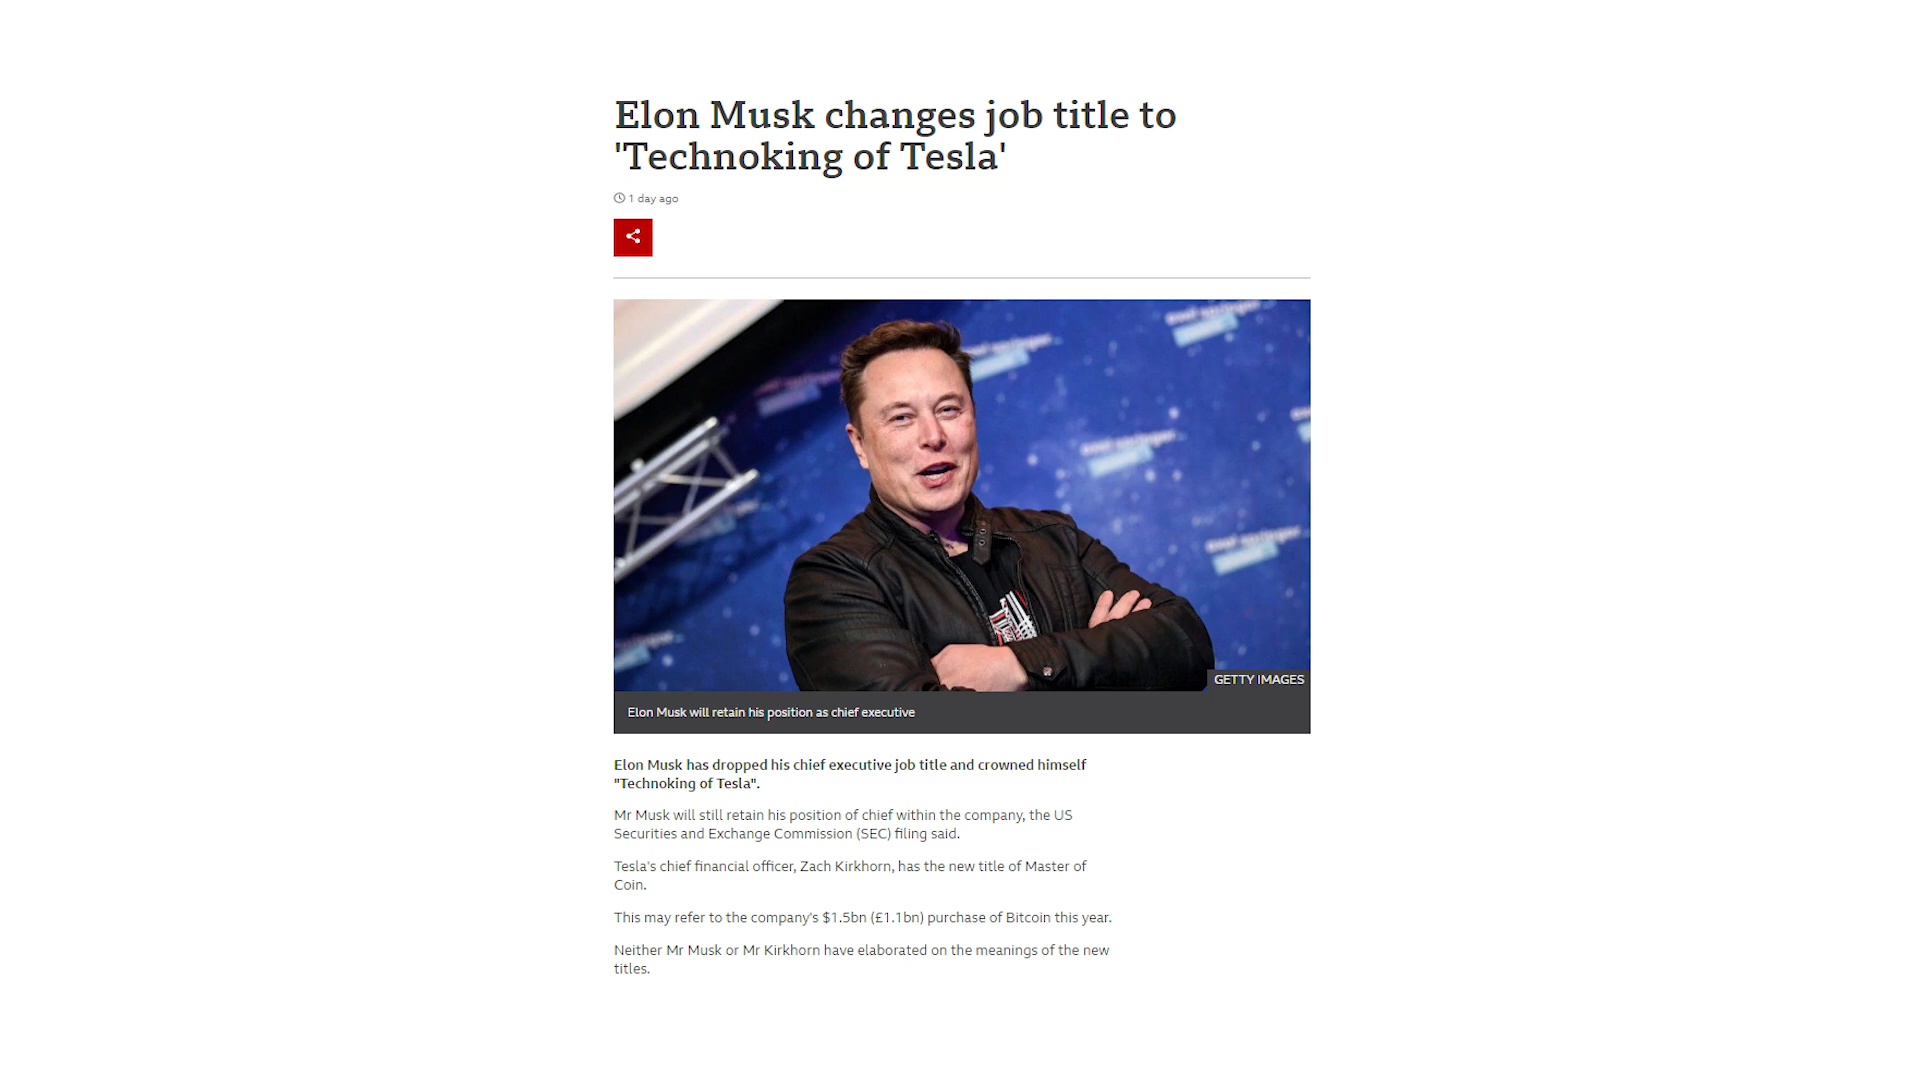 Elon Musk changes job title to
'Technoking of Tesla'
1 day ago
GETTY IMAGES
Elon Musk will retain his position as chief executive
Elon Musk has dropped his chief executive job title and crowned himself
"Technoking of Tesla".
Mr Musk will still retain his position of chief within the company, the US
Securities and Exchange Commission (SEC) filing said.
Tesla's chief financial officer, Zach Kirkhorn, has the new title of Master of
Coin.
This may refer to the company's $1.5bn (£1.1bn) purchase of Bitcoin this year.
Neither Mr Musk or Mr Kirkhorn have elaborated on the meanings of the new
titles.